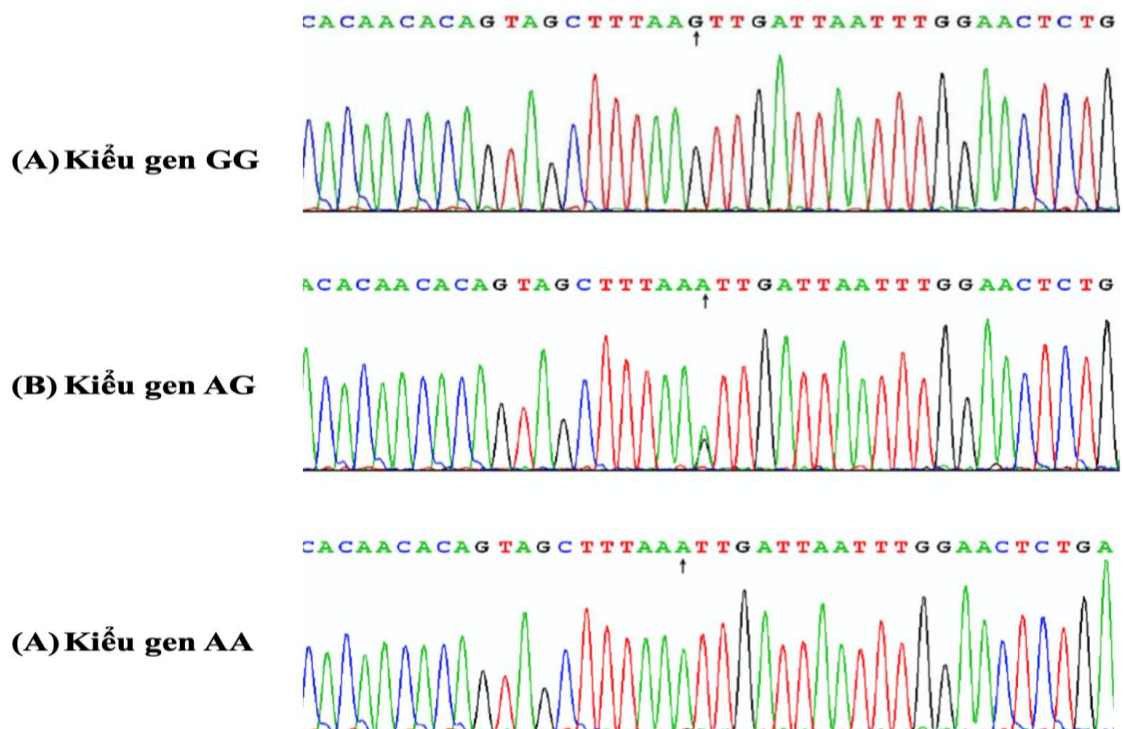 CACAACACAGTAGCTTTAAGTTGATTAATTTGGAACTCTG
(A) Kiểu gen GG
ACACAACACAGTAGCTTTAAATTGATTAATTTGGAACTCTG
(B) Kiểu gen AG
CACAACACAGTAGCTTTAAATTGATTAATTTGGAACTCTGA
(A) Kiểu gen AA